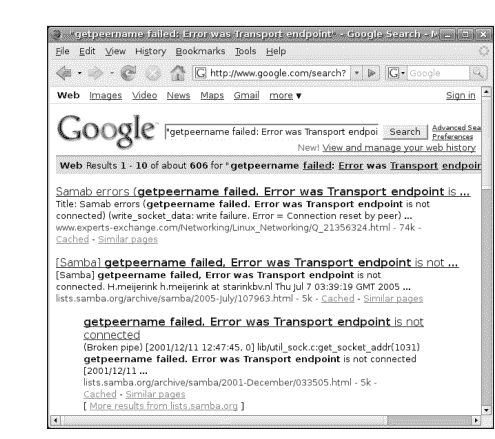 "getpeername failed: Error was Transport endpoint" - Google Search - M
File Edit View History Bookmarks Tools Help
http://www.google.com/search? Google
Web Images Video News Maps Gmail more ▼ Sign in
Google "getpeername failed: Error was Transport endpoi Search Advanced Sea
Preferences
New! View and manage your web history
Web Results 1 - 10 of about 606 for "getpeername failed: Error was Transport endpoin
Samab errors (getpeername failed. Error was Transport endpoint is ...
Title: Samab errors (getpeername failed. Error was Transport endpoint is not
connected) (write_socket_data: write failure. Error = Connection reset by peer) ...
www.experts-exchange.com/Networking/Linux_Networking/Q_21356324.html - 74k -
Cached - Similar pages
[Samba] getpeername failed, Error was Transport endpoint is not ...
[Samba] getpeername failed, Error was Transport endpoint is not
connected. H.meijerink h.meijerink at starinkbv.nl Thu Jul 7 03:39:19 GMT 2005 ...
lists.samba.org/archive/samba/2005-July/107963.html - 5k - Cached - Similar pages
getpeername failed. Error was Transport endpoint is not
connected
(Broken pipe) [2001/12/11 12:47:45, 0] lib/util_sock.c:get_socket_addr(1031)
getpeername failed. Error was Transport endpoint is not connected
[2001/12/11 ...
lists.samba.org/archive/samba/2001-December/033505.html - 5k -
Cached - Similar pages
[ More results from lists.samba.org ]